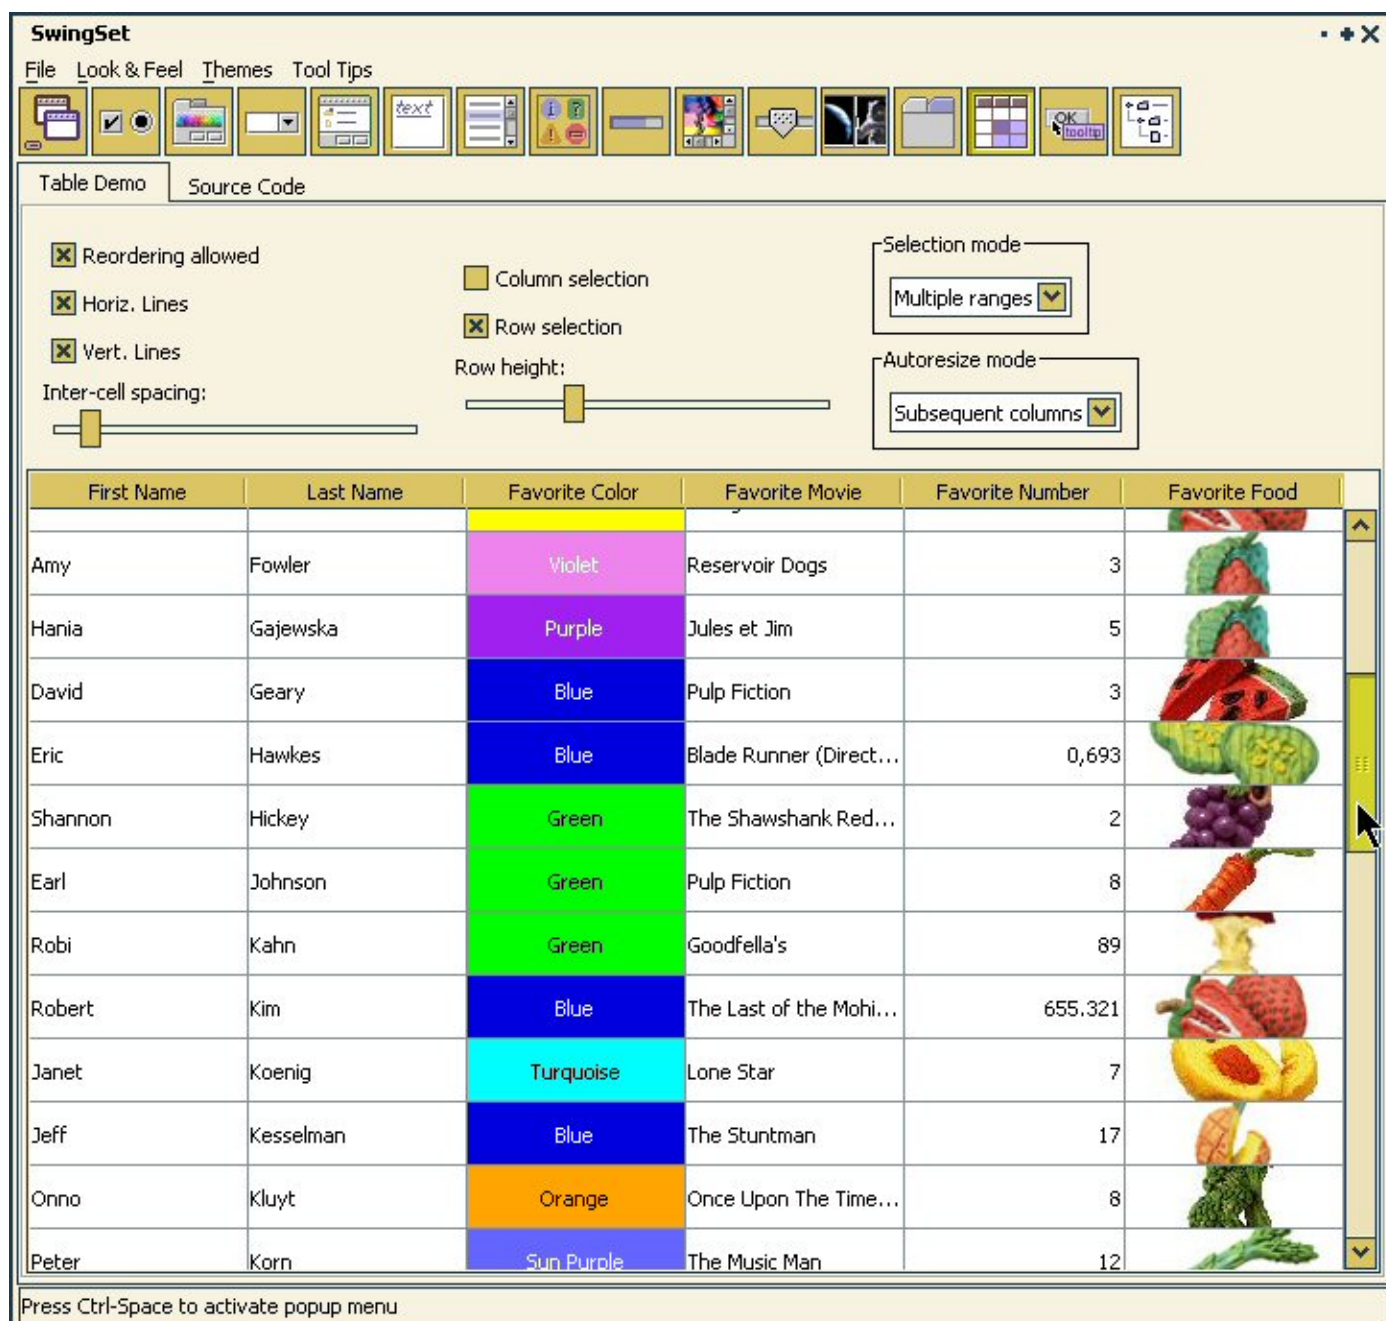 SwingSet
File Look & Feel Themes Tool Tips
text
OK
tooltip
Table Demo Source Code
Reordering allowed
Horiz. Lines
Vert. Lines
Inter-cell spacing:
Column selection
Row selection
Row height:
Selection mode
Multiple ranges
Autoresize mode
Subsequent columns
First Name Last Name Favorite Color Favorite Movie Favorite Number Favorite Food
Amy Fowler Violet Reservoir Dogs 3
Hania Gajewska Purple Jules et Jim 5
David Geary Blue Pulp Fiction 3
Eric Hawkes Blue Blade Runner (Direct... 0,693
Shannon Hickey Green The Shawshank Red... 2
Earl Johnson Green Pulp Fiction 8
Robi Kahn Green Goodfella's 89
Robert Kim Blue The Last of the Mohi... 655.321
Janet Koenig Turquoise Lone Star 7
Jeff Kesselman Blue The Stuntman 17
Onno Kluyt Orange Once Upon The Time... 8
Peter Korn Sun Purple The Music Man 12
Press Ctrl-Space to activate popup menu